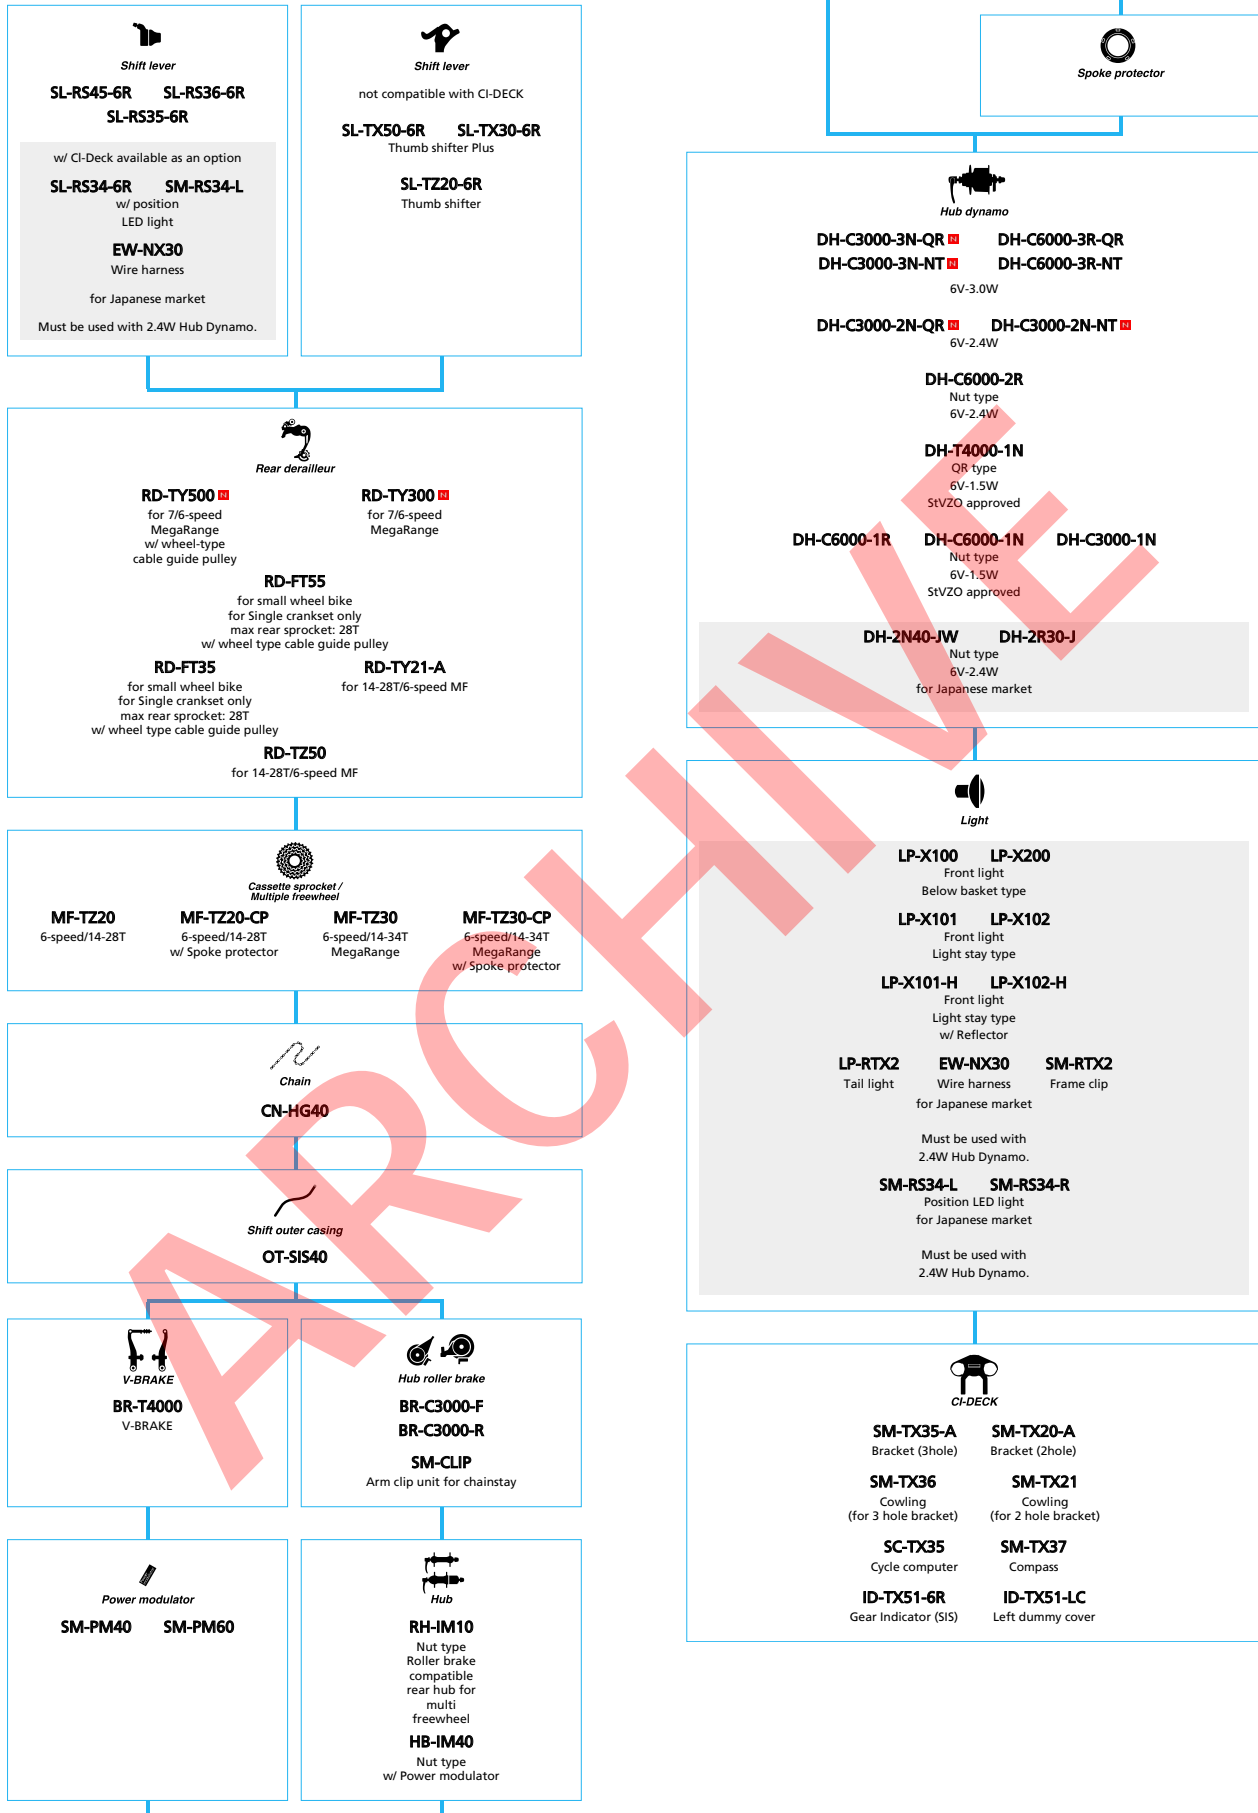 Shift lever
SL-RS45-6R SL-RS36-6R
SL-RS35-6R
w/ CI-Deck available as an option
SL-RS34-6R SM-RS34-L
w/ position
LED light
EW-NX30
Wire harness
for Japanese market
Must be used with 2.4W Hub Dynamo.
Shift lever
not compatible with CI-DECK
SL-TX50-6R SL-TX30-6R
Thumb shifter Plus
SL-TZ20-6R
Thumb shifter
Rear derailleur
RD-TY500 N RD-TY300 N
for 7/6-speed for 7/6-speed
MegaRange MegaRange
w/ wheel-type
cable guide pulley
RD-FT55
for small wheel bike
for Single crankset only
max rear sprocket: 28T
w/ wheel type cable guide pulley
RD-FT35 RD-TY21-A
for small wheel bike for 14-28T/6-speed MF
for Single crankset only
max rear sprocket: 28T
w/ wheel type cable guide pulley
RD-TZ50
for 14-28T/6-speed MF
Cassette sprocket /
Multiple freewheel
MF-TZ20 MF-TZ20-CP MF-TZ30 MF-TZ30-CP
6-speed/14-28T 6-speed/14-28T 6-speed/14-34T 6-speed/14-34T
w/ Spoke protector MegaRange MegaRange
w/ Spoke protector
Chain
CN-HG40
Shift outer casing
OT-SIS40
V-BRAKE
BR-T4000
V-BRAKE
Hub roller brake
BR-C3000-F
BR-C3000-R
SM-CLIP
Arm clip unit for chainstay
Power modulator
SM-PM40 SM-PM60
Hub
RH-IM10
Nut type
Roller brake
compatible
rear hub for
multi
freewheel
HB-IM40
Nut type
w/ Power modulator
Spoke protector
Hub dynamo
DH-C3000-3N-QR N DH-C6000-3R-QR
DH-C3000-3N-NT N DH-C6000-3R-NT
6V-3.0W
DH-C3000-2N-QR N DH-C3000-2N-NT N
6V-2.4W
DH-C6000-2R
Nut type
6V-2.4W
DH-T4000-1N
QR type
6V-1.5W
StVZO approved
DH-C6000-1R DH-C6000-1N DH-C3000-1N
Nut type
6V-1.5W
StVZO approved
DH-2N40-JW DH-2R30-J
Nut type
6V-2.4W
for Japanese market
Light
LP-X100 LP-X200
Front light
Below basket type
LP-X101 LP-X102
Front light
Light stay type
LP-X101-H LP-X102-H
Front light
Light stay type
w/ Reflector
LP-RTX2 EW-NX30 SM-RTX2
Tail light Wire harness Frame clip
for Japanese market
Must be used with
2.4W Hub Dynamo.
SM-RS34-L SM-RS34-R
Position LED light
for Japanese market
Must be used with
2.4W Hub Dynamo.
CI-DECK
SM-TX35-A SM-TX20-A
Bracket (3hole) Bracket (2hole)
SM-TX36 SM-TX21
Cowling Cowling
(for 3 hole bracket) (for 2 hole bracket)
SC-TX35 SM-TX37
Cycle computer Compass
ID-TX51-6R ID-TX51-LC
Gear Indicator (SIS) Left dummy cover
ARCHIVE